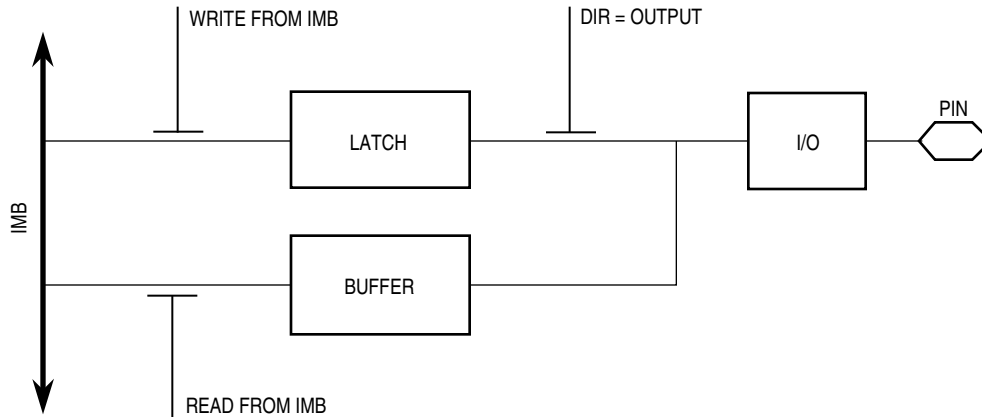 WRITE FROM IMB
DIR = OUTPUT
PIN
LATCH
I/O
IMB
BUFFER
READ FROM IMB